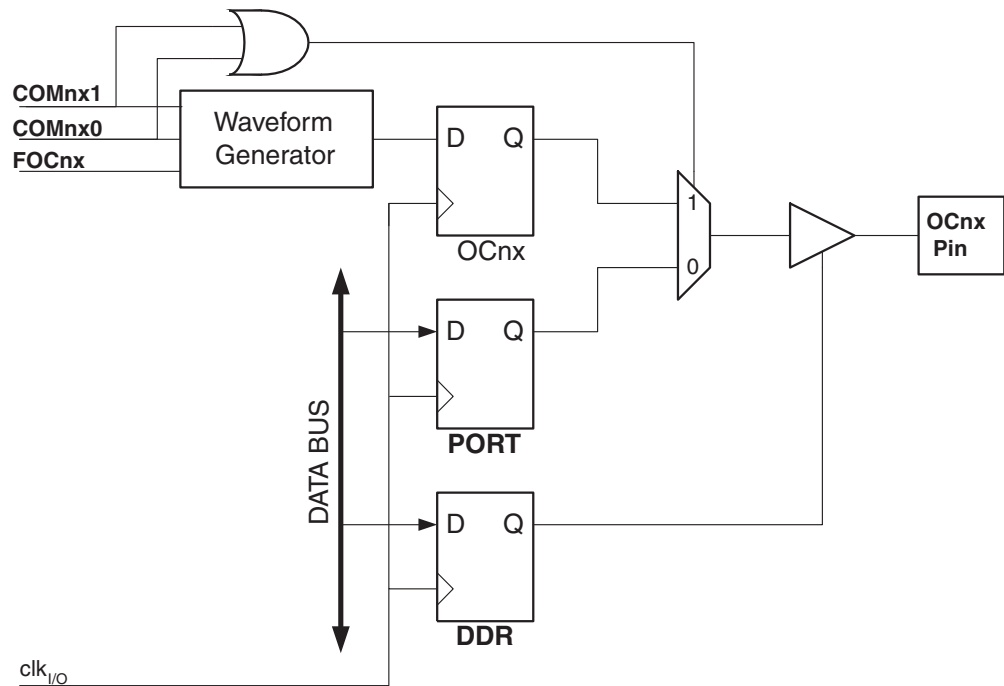 COMnx1
COMnx0
FOCnx
Waveform
Generator
D Q
OCnx
1
0
OCnx
Pin
D Q
PORT
DATA BUS
D Q
DDR
clkI/O